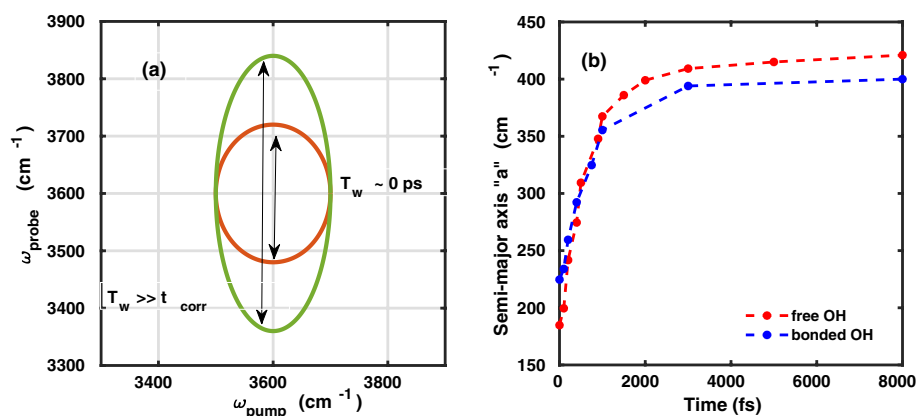 (a)
3900
3800
3700
3600
3500
3400
3300
ω_probe (cm⁻¹)
T_w ~ 0 ps
T_w >> t_corr
3400
3600
3800
ω_pump (cm⁻¹)
(b)
450
400
350
300
250
200
150
Semi-major axis "a" (cm⁻¹
free OH
bonded OH
0
2000
4000
6000
8000
Time (fs)